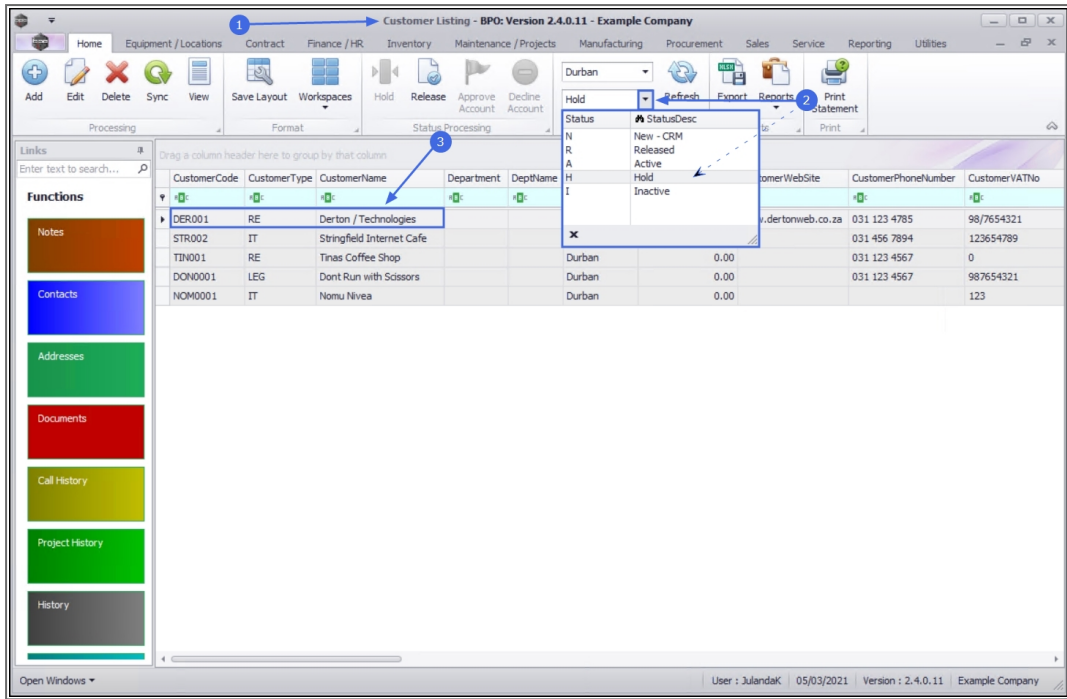 1
Customer Listing - BPO: Version 2.4.0.11 - Example Company
Home Equipment / Locations Contract Finance / HR Inventory Maintenance / Projects Manufacturing Procurement Sales Service Reporting Utilities
Add Edit Delete Sync View Save Layout Workspaces Hold Release Approve Account Decline Account
Durban
Hold
Refresh Export Reports Print Statement
2
Processing Format Status Processing Print
Status StatusDesc
N New - CRM
R Released
A Active
H Hold
I Inactive
3
Links
Enter text to search...
Functions
Notes
Contacts
Addresses
Documents
Call History
Project History
History
Drag a column header here to group by that column
CustomerCode CustomerType CustomerName Department DeptName tomerWebSite CustomerPhoneNumber CustomerVATNo
DER001 RE Derton / Technologies v.dertonweb.co.za 031 123 4785 98/7654321
STR002 IT Stringfield Internet Cafe 031 456 7894 123654789
TIN001 RE Tinas Coffee Shop Durban 0.00 031 123 4567 0
DON0001 LEG Dont Run with Scissors Durban 0.00 031 123 4567 987654321
NOM0001 IT Nomu Nivea Durban 0.00 123
Open Windows User : JulandaK 05/03/2021 Version : 2.4.0.11 Example Company